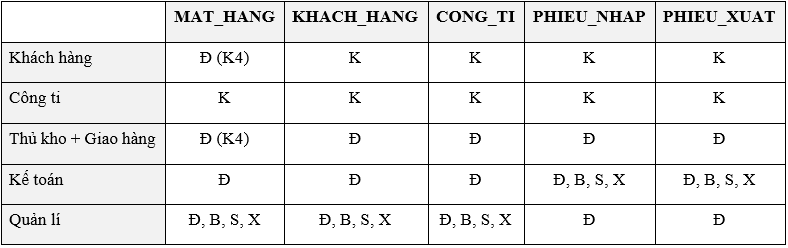 MAT_HANG KHACH_HANG CONG_TI PHIEU_NHAP PHIEU_XUAT
Khách hàng Đ (K4) K K K K
Công ti K K K K K
Thủ kho + Giao hàng Đ (K4) Đ Đ Đ Đ
Kế toán Đ Đ Đ Đ, B, S, X Đ, B, S, X
Quản lí Đ, B, S, X Đ, B, S, X Đ, B, S, X Đ Đ